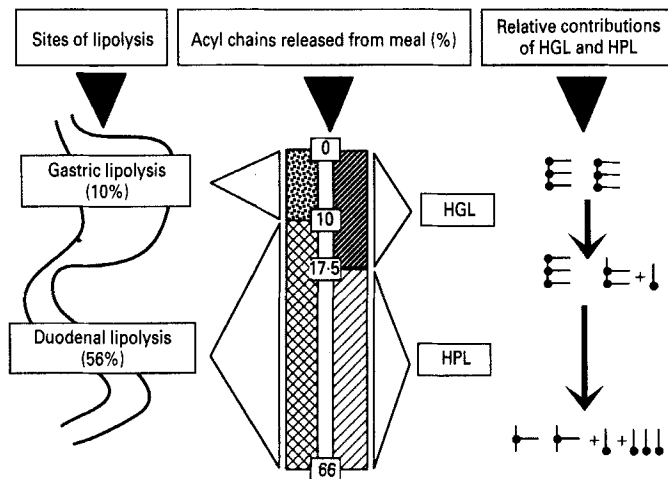 Sites of lipolysis
Acyl chains released from meal (%)
Relative contributions
of HGL and HPL
Gastric lipolysis
(10%)
Duodenal lipolysis
(56%)
0
10
17·5
66
HGL
HPL
+
+ +